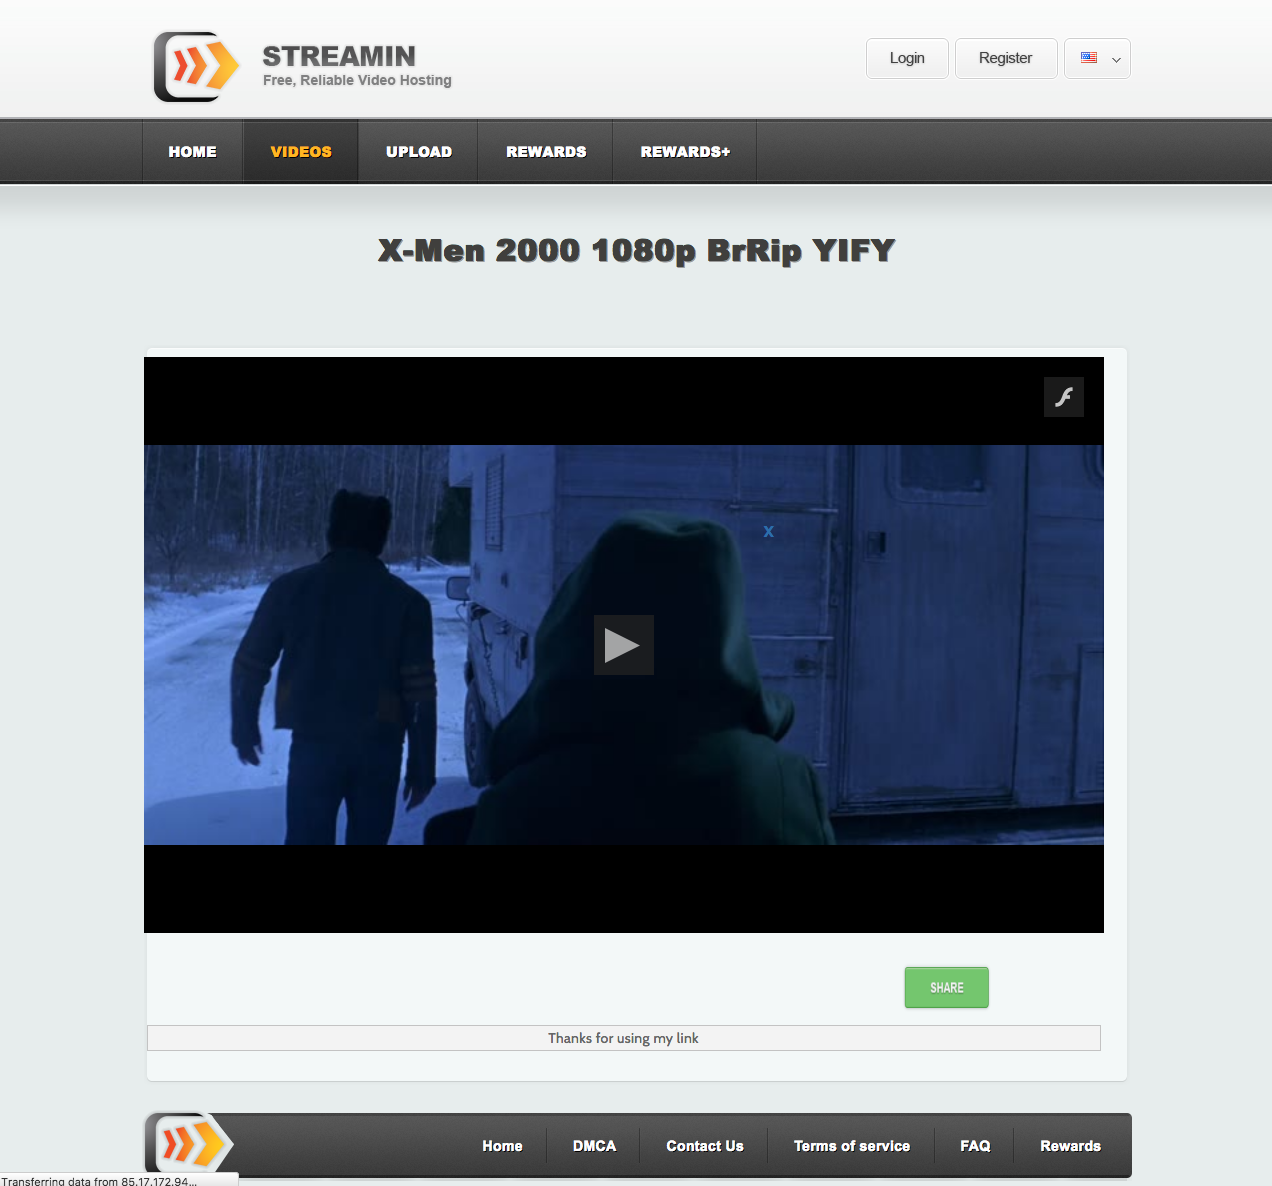 STREAMIN
Free, Reliable Video Hosting
Login
Register
HOME
VIDEOS
UPLOAD
REWARDS
REWARDS+
X-Men 2000 1080p BrRip YIFY
x
SHARE
Thanks for using my link
Home
DMCA
Contact Us
Terms of service
FAQ
Rewards
Transferring data from 85.17.172.94...